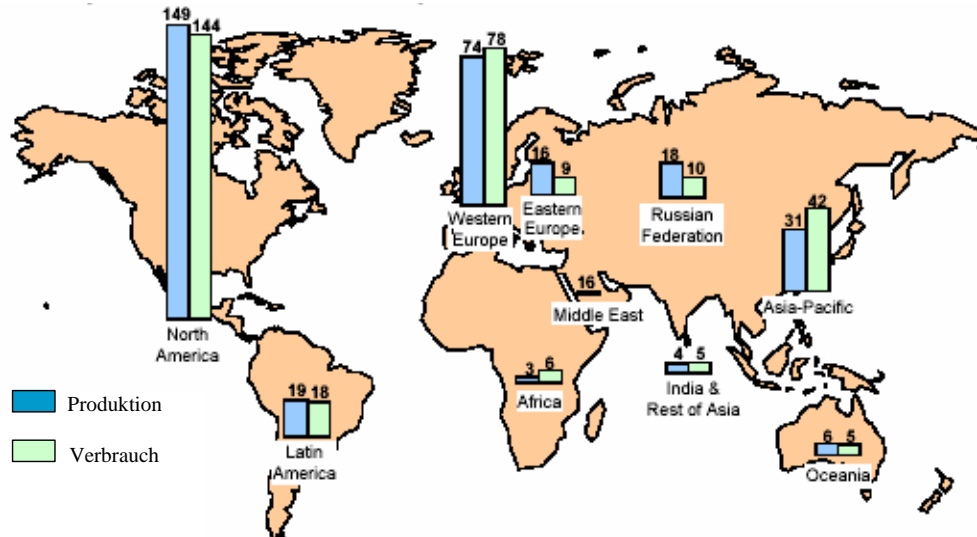 149
144
North
America
74
78
Western
Europe
16
9
Eastern
Europe
18
10
Russian
Federation
31
42
Asia-Pacific
16
Middle East
3
6
Africa
4
5
India &
Rest of Asia
19
18
Latin
America
6
5
Oceania
Produktion
Verbrauch